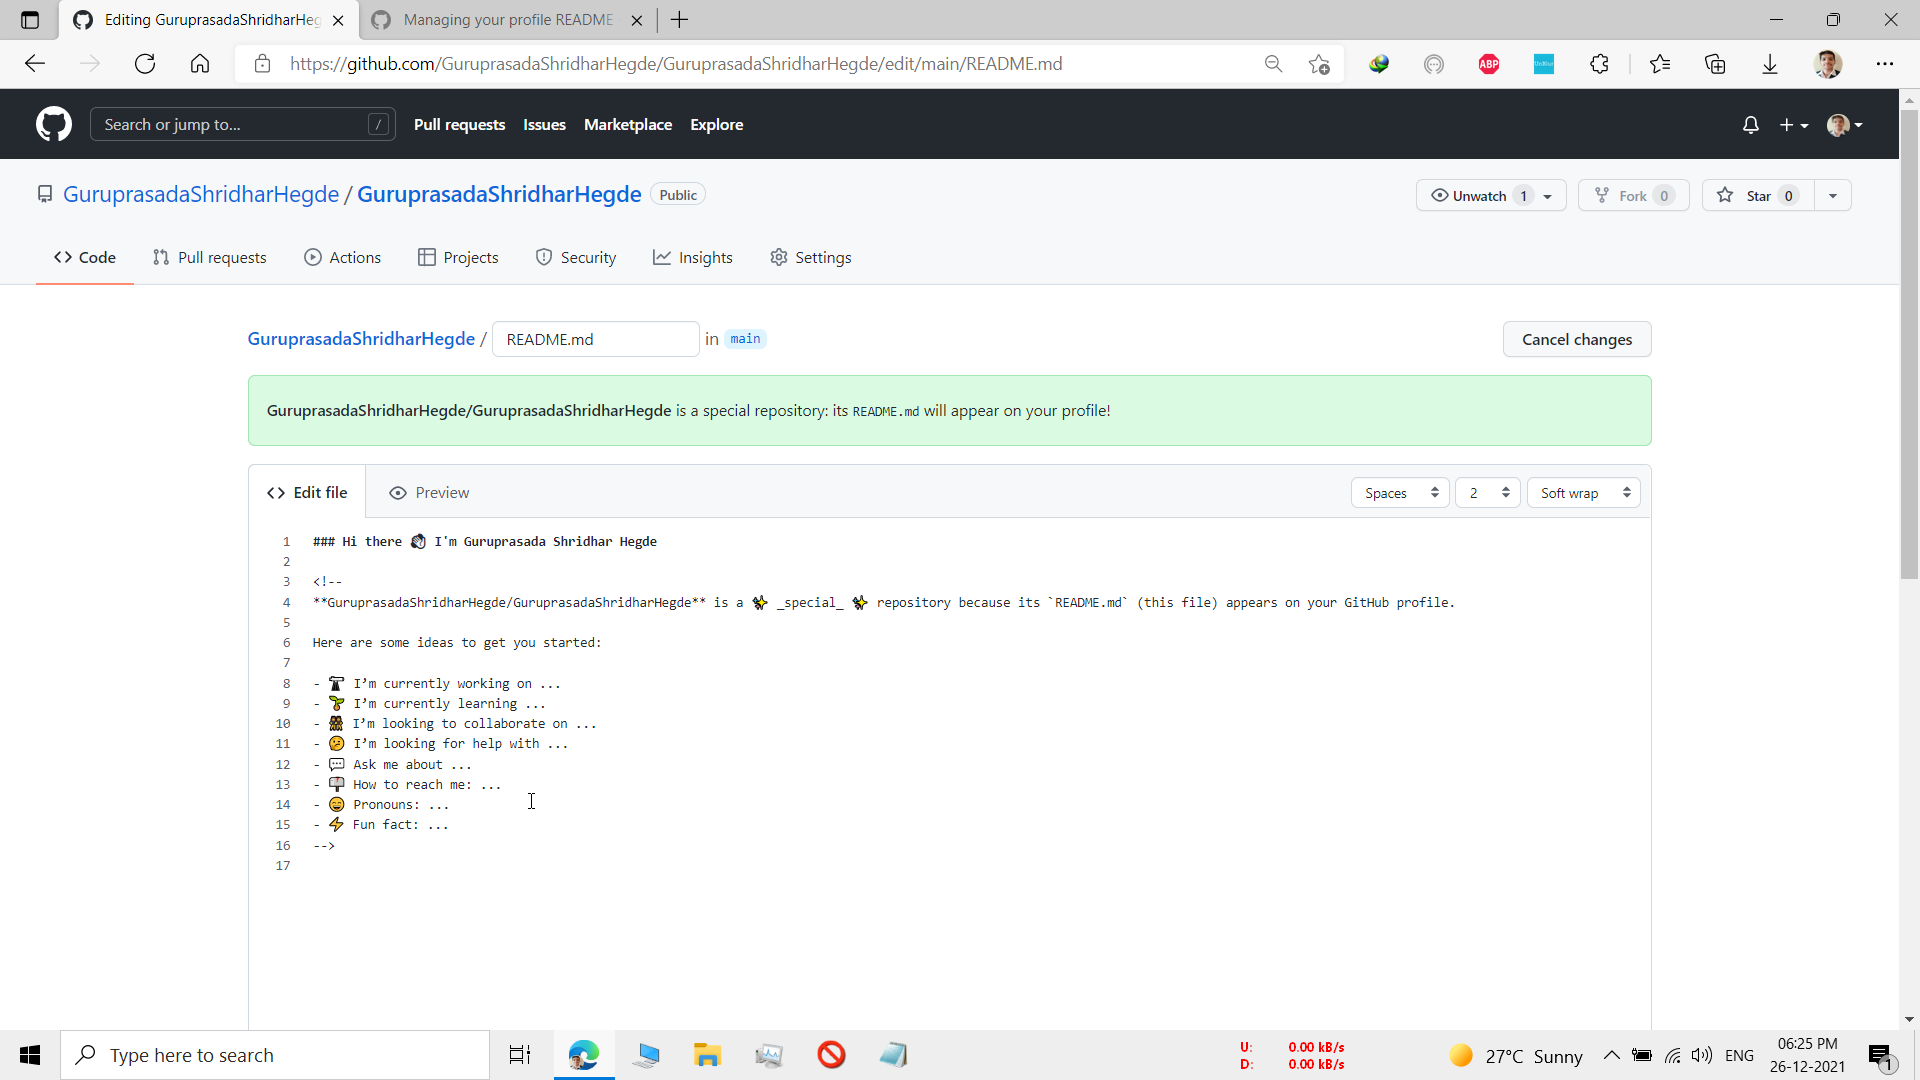 Editing GuruprasadaShridharHeg
Managing your profile README
https://github.com/GuruprasadaShridharHegde/GuruprasadaShridharHegde/edit/main/README.md
ABP
Search or jump to...
/
Pull requests
Issues
Marketplace
Explore
GuruprasadaShridharHegde / GuruprasadaShridharHegde
Public
Unwatch 1
Fork 0
Star 0
Code
Pull requests
Actions
Projects
Security
Insights
Settings
GuruprasadaShridharHegde / README.md in main
Cancel changes
GuruprasadaShridharHegde/GuruprasadaShridharHegde is a special repository: its README.md will appear on your profile!
Edit file
Preview
Spaces
2
Soft wrap
1 ### Hi there 👋 I'm Guruprasada Shridhar Hegde
2
3 <!--
4 **GuruprasadaShridharHegde/GuruprasadaShridharHegde** is a ✨ _special_ ✨ repository because its `README.md` (this file) appears on your GitHub profile.
5
6 Here are some ideas to get you started:
7
8 - 🔭 I’m currently working on ...
9 - 🌱 I’m currently learning ...
10 - 👯 I’m looking to collaborate on ...
11 - 🤔 I’m looking for help with ...
12 - 💬 Ask me about ...
13 - 📫 How to reach me: ...
14 - 😄 Pronouns: ...
15 - ⚡ Fun fact: ...
16 -->
17
Type here to search
U: 0.00 kB/s
D: 0.00 kB/s
27°C Sunny
ENG
06:25 PM
26-12-2021
1